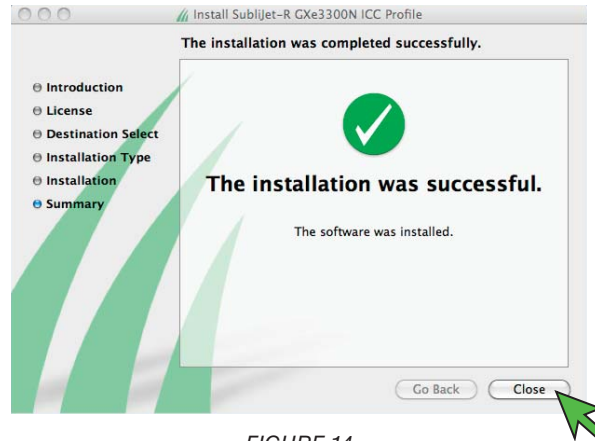 Install SubliJet-R GXe3300N ICC Profile
The installation was completed successfully.
Introduction
License
Destination Select
Installation Type
Installation
Summary
The installation was successful.
The software was installed.
Go Back
Close
FIGURE 14